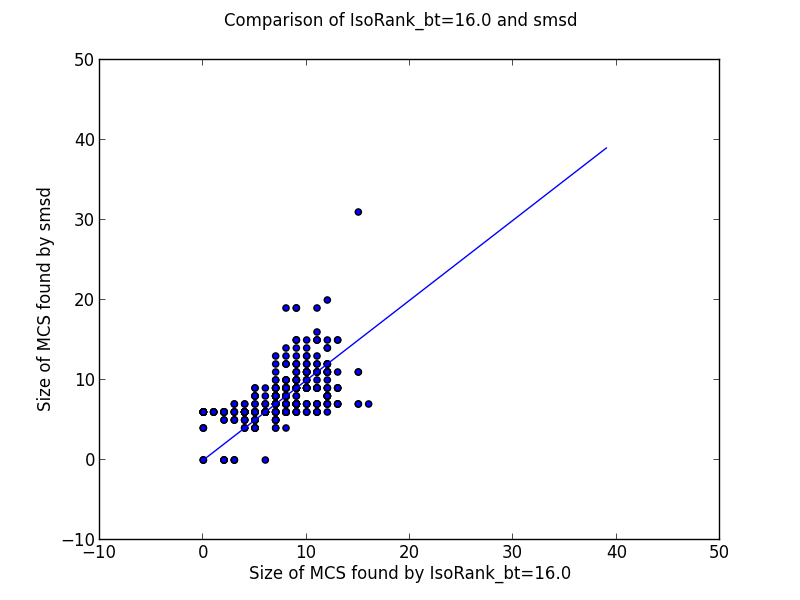 Comparison of IsoRank_bt=16.0 and smsd
50
40
30
20
10
0
−10
Size of MCS found by smsd
−10 0 10 20 30 40 50
Size of MCS found by IsoRank_bt=16.0